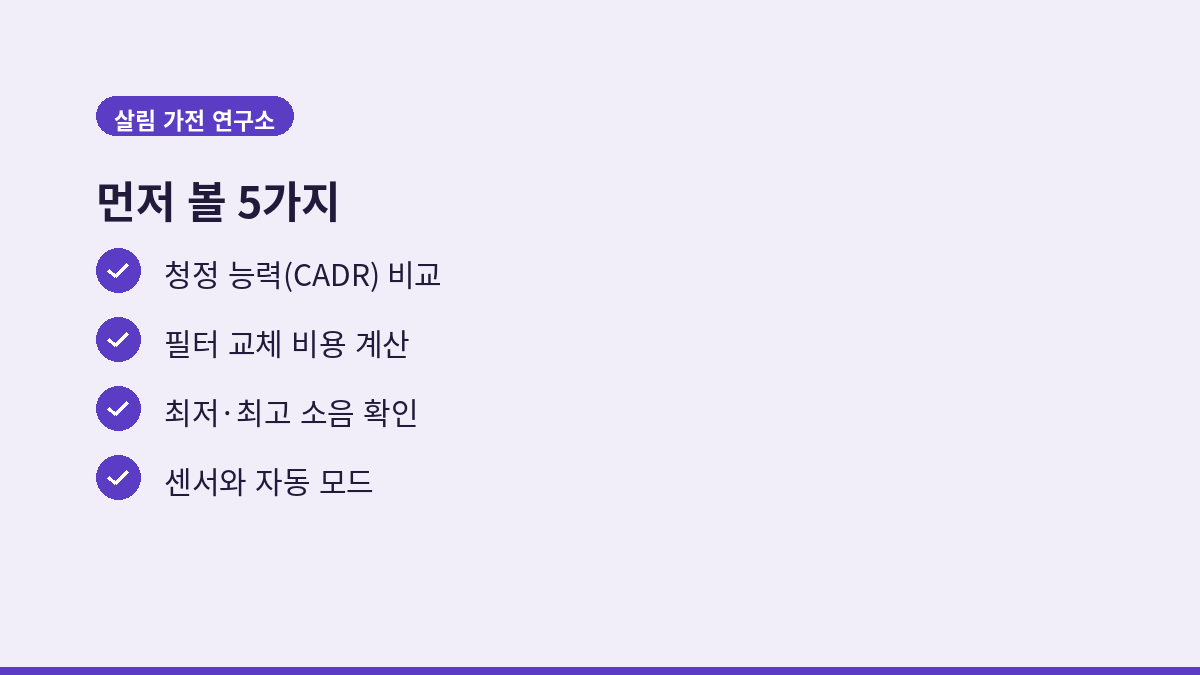 살림 가전 연구소
먼저 볼 5가지
청정 능력(CADR) 비교
필터 교체 비용 계산
최저·최고 소음 확인
센서와 자동 모드